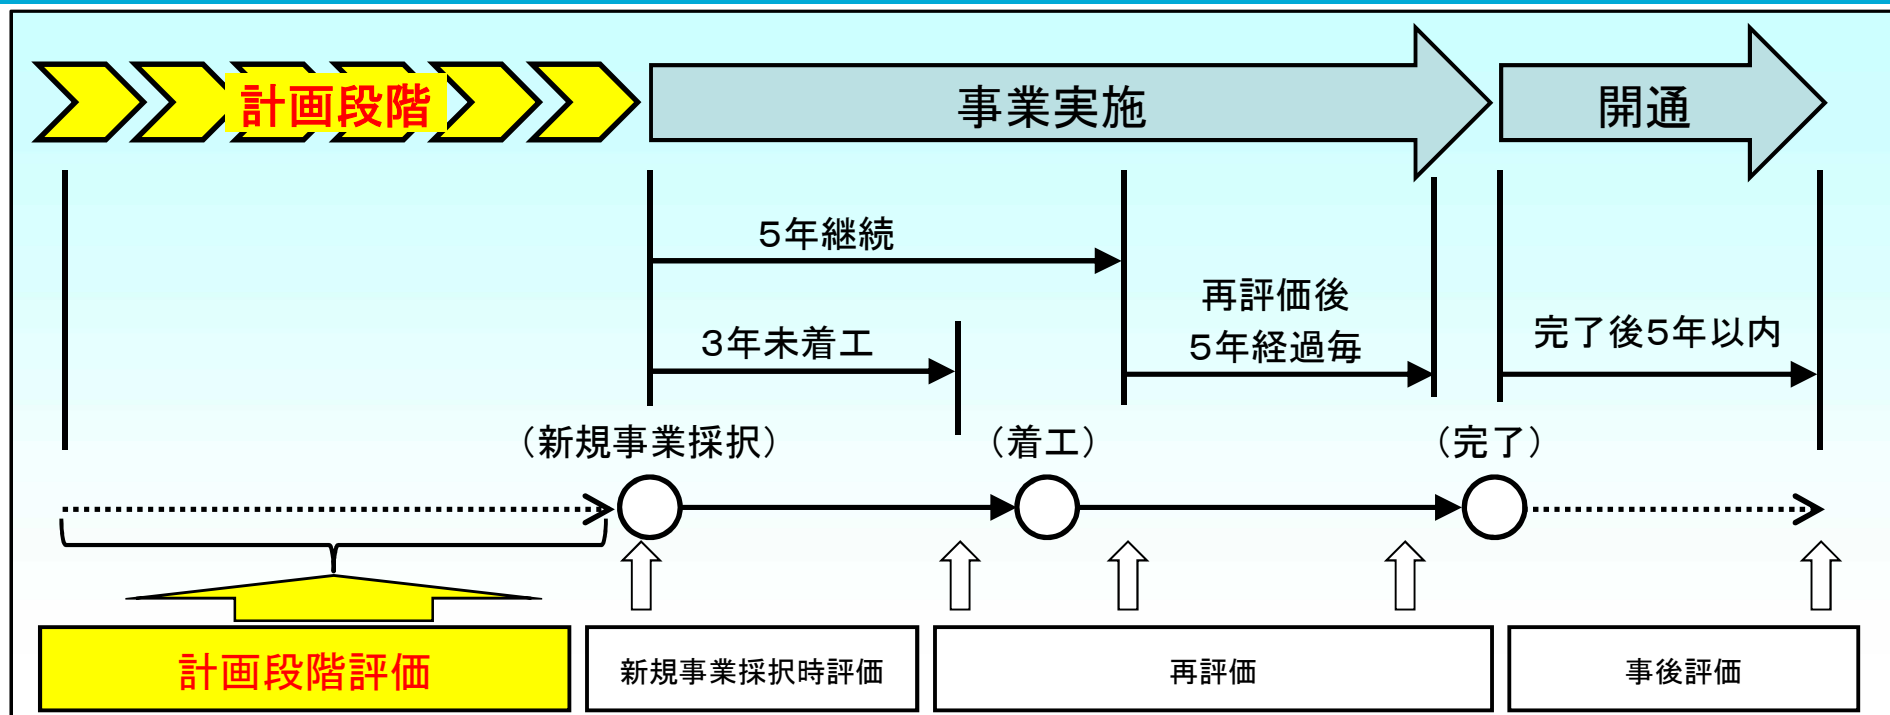 計画段階
事業実施
開通
５年継続
３年未着工
再評価後
５年経過毎
完了後５年以内
（新規事業採択）
（着工）
（完了）
計画段階評価
新規事業採択時評価
再評価
事後評価